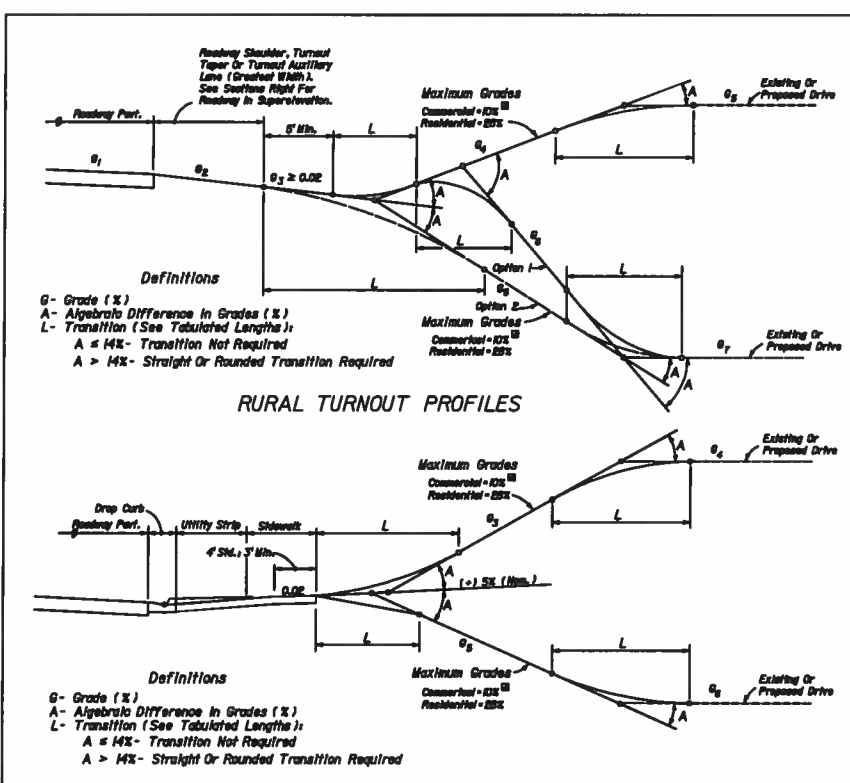 Roadway Shoulder, Turnout
Taper Or Turnout Auxiliary
Lane (Greatest Width).
See Sections Right For
Roadway In Superelevation.
Roadway Pavt.
5' Min.
L
Maximum Grades
Commercial = 10%
Residential = 28%
A
G5
Existing Or
Proposed Drive
G1
G2
G3 ≥ 0.02
G4
A
L
A
A
L
G6
Option 1
L
L
G6
Option 2
Maximum Grades
Commercial = 10%
Residential = 28%
G7
Existing Or
Proposed Drive
A
A
Definitions
G- Grade (%)
A- Algebraic Difference In Grades (%)
L- Transition (See Tabulated Lengths):
A ≤ 14%- Transition Not Required
A > 14%- Straight Or Rounded Transition Required
RURAL TURNOUT PROFILES
Drop Curb
Roadway Pavt.
Utility Strip
Sidewalk
4' Std.; 3' Min.
0.02
L
Maximum Grades
Commercial = 10%
Residential = 28%
G3
A
G4
Existing Or
Proposed Drive
L
A
(+) 5% (Nom.)
A
L
G5
Maximum Grades
Commercial = 10%
Residential = 28%
L
G6
Existing Or
Proposed Drive
A
Definitions
G- Grade (%)
A- Algebraic Difference In Grades (%)
L- Transition (See Tabulated Lengths):
A ≤ 14%- Transition Not Required
A > 14%- Straight Or Rounded Transition Required